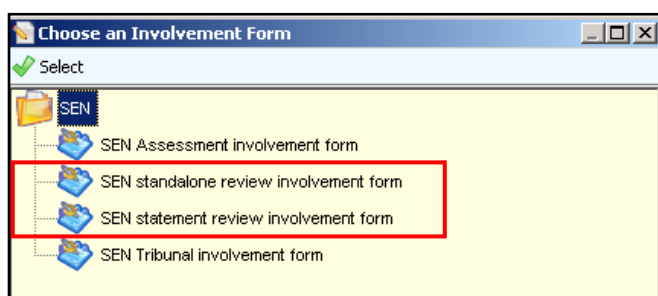 Choose an Involvement Form
Select
SEN
SEN Assessment involvement form
SEN standalone review involvement form
SEN statement review involvement form
SEN Tribunal involvement form